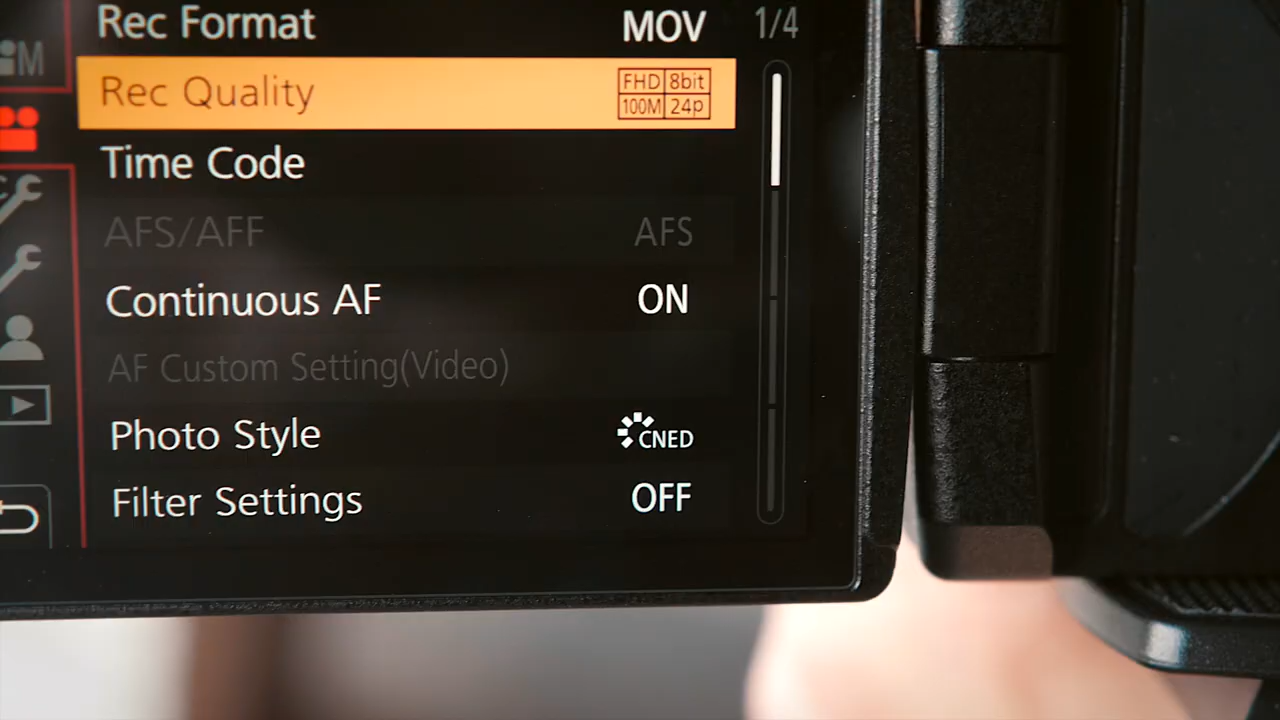 Rec Format MOV 1/4
Rec Quality FHD 8bit 100M 24p
Time Code
AFS/AFF AFS
Continuous AF ON
AF Custom Setting(Video)
Photo Style CNED
Filter Settings OFF
M